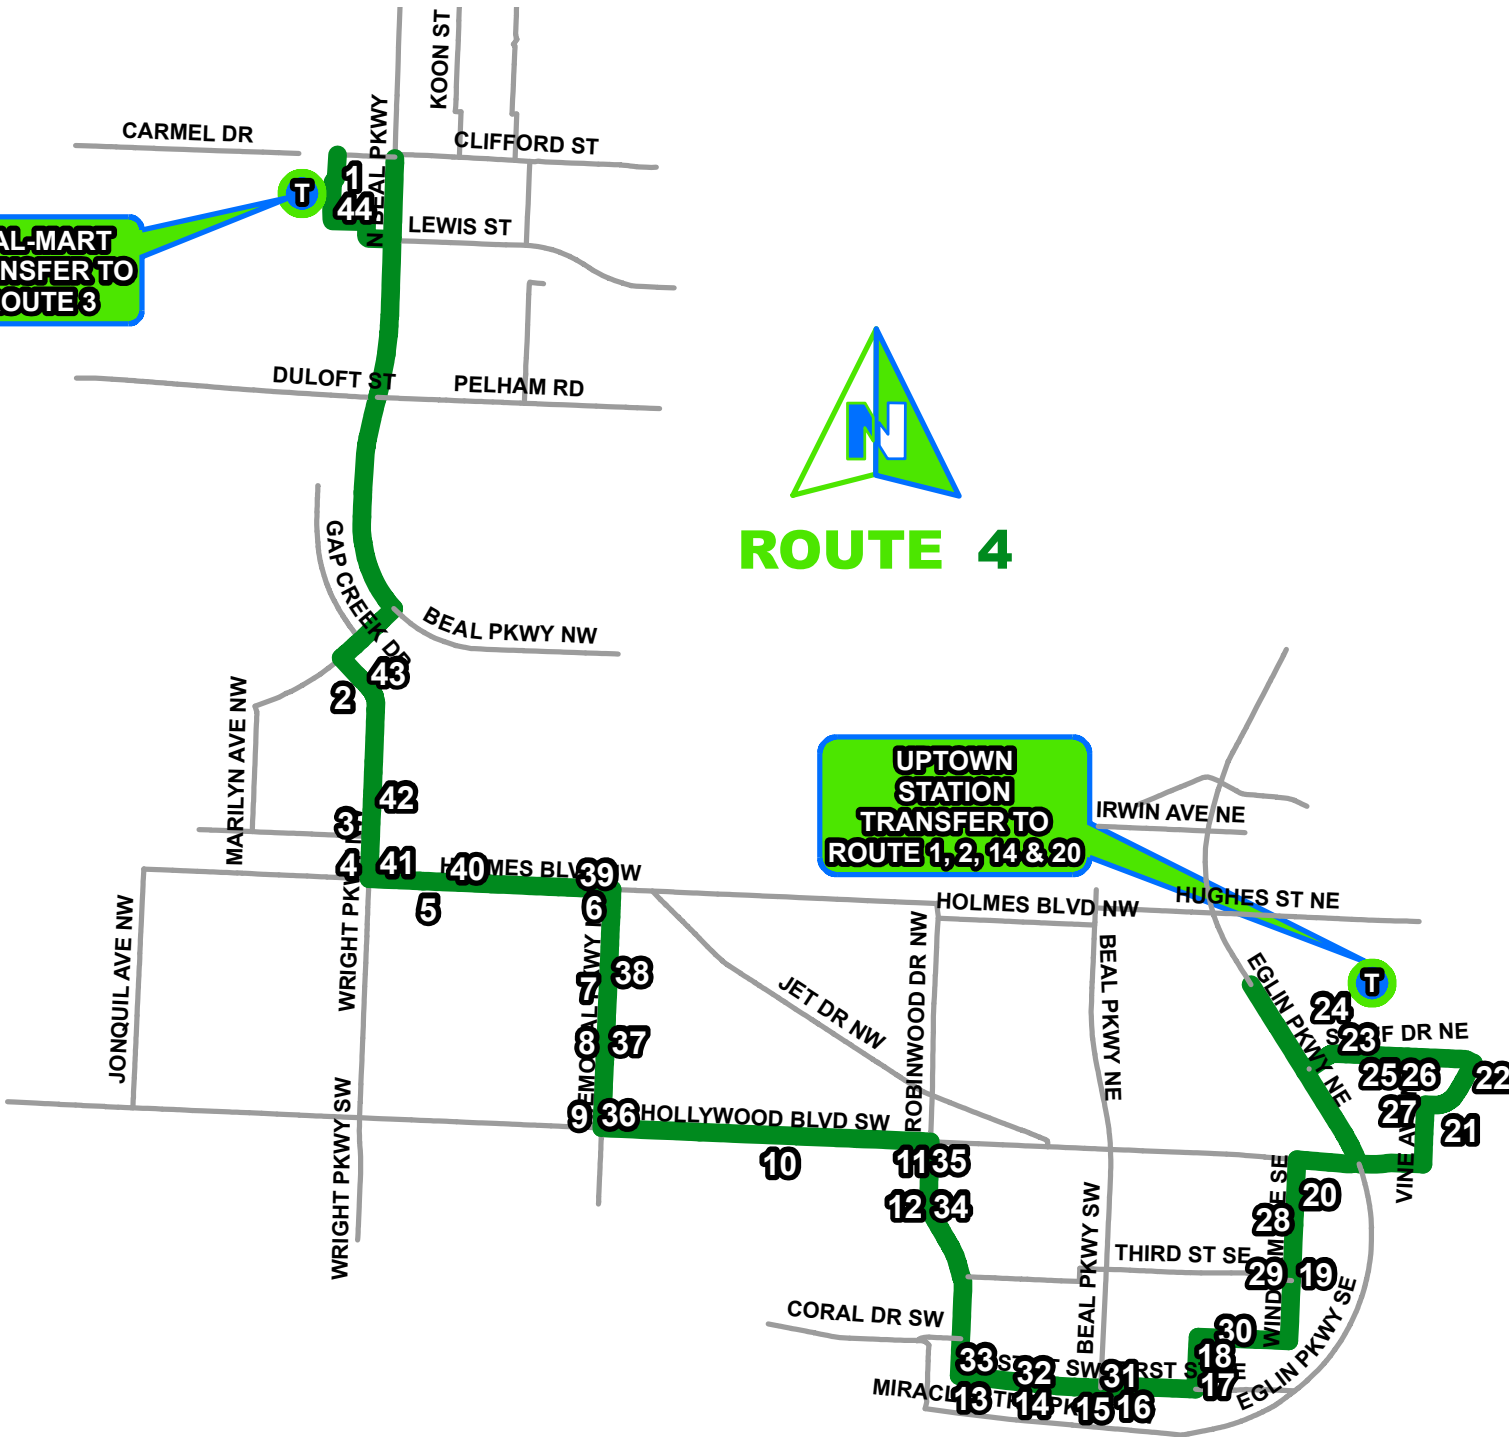 KOON ST
CARMEL DR
N BEAL PKWY
CLIFFORD ST
1
T
44
LEWIS ST
AL-MART
NSFER TO
OUTE 3
DULOFT ST
PELHAM RD
N
ROUTE 4
GAP CREEK DR
BEAL PKWY NW
43
2
MARILYN AVE NW
42
3
UPTOWN
STATION
TRANSFER TO
ROUTE 1, 2, 14 & 20
IRWIN AVE NE
4
41
40
39
5
6
HUGHES ST NE
HOLMES BLVD NW
JONQUIL AVE NW
WRIGHT PKWY
ROBINWOOD DR NW
BEAL PKWY NE
JET DR NW
EGLIN PKWY NE
7
38
T
24
8
37
23
DR NE
25
26
22
27
21
9
36
HOLLYWOOD BLVD SW
10
11
35
12
34
WRIGHT PKWY SW
BEAL PKWY SW
VINE
20
28
THIRD ST SE
29
19
EGLIN PKWY SE
CORAL DR SW
30
18
33
32
31
17
13
14
15
16